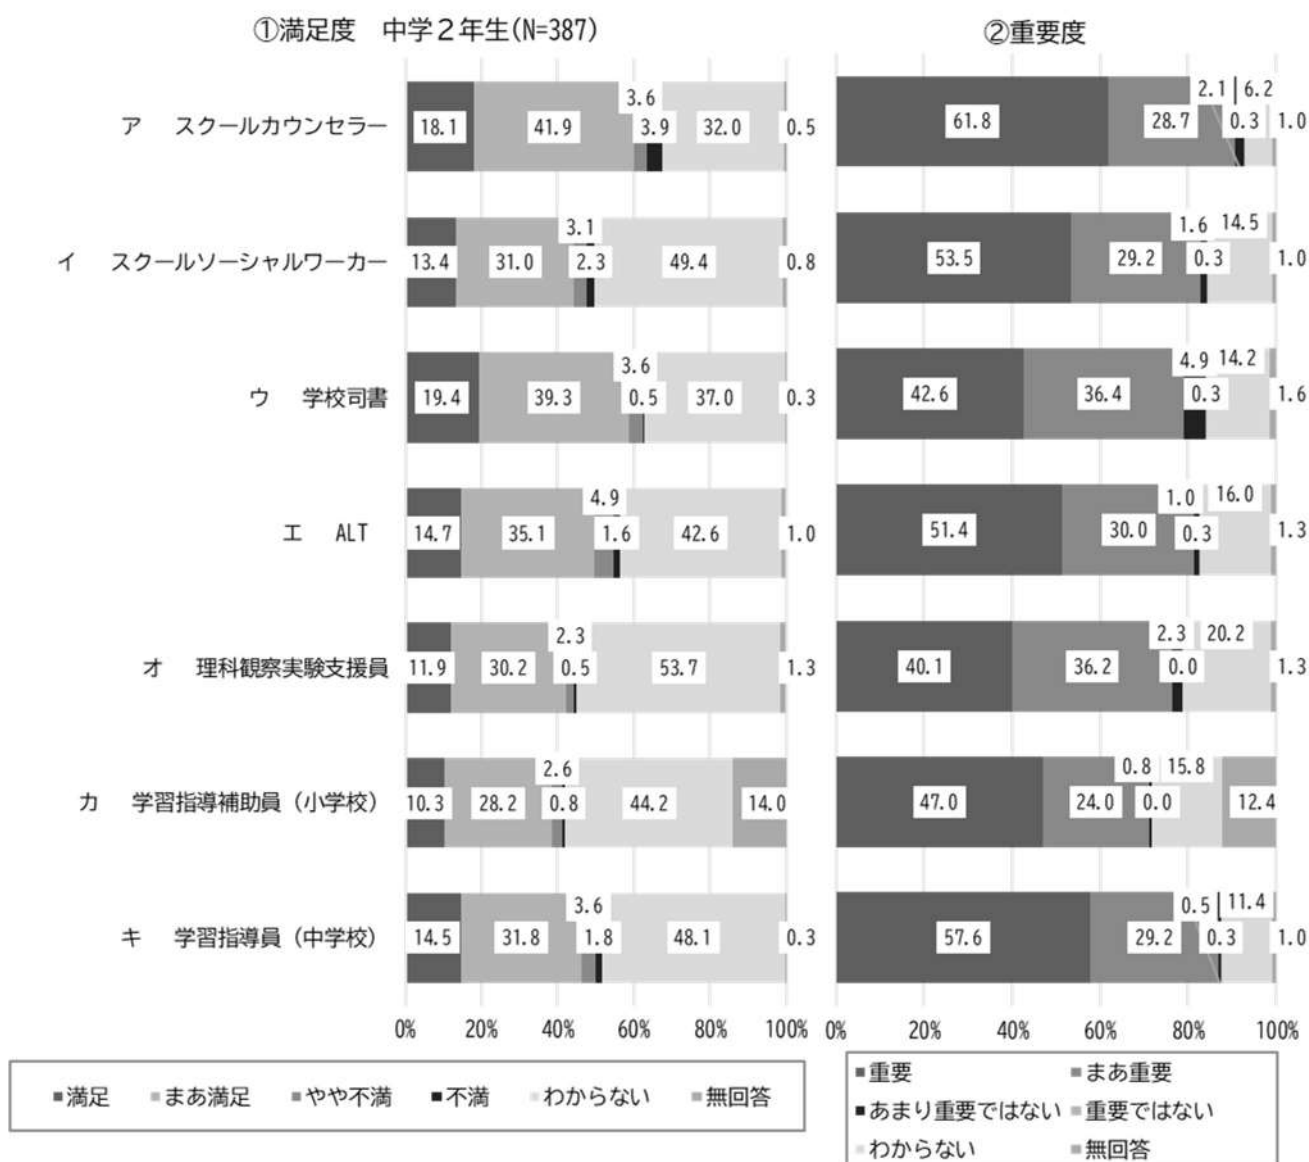 ①満足度　中学２年生(N=387)
②重要度
ア　スクールカウンセラー
18.1 41.9 3.6 3.9 32.0 0.5
61.8 28.7 2.1 0.3 6.2 1.0
イ　スクールソーシャルワーカー
13.4 31.0 3.1 2.3 49.4 0.8
53.5 29.2 1.6 0.3 14.5 1.0
ウ　学校司書
19.4 39.3 3.6 0.5 37.0 0.3
42.6 36.4 4.9 0.3 14.2 1.6
エ　ALT
14.7 35.1 4.9 1.6 42.6 1.0
51.4 30.0 1.0 0.3 16.0 1.3
オ　理科観察実験支援員
11.9 30.2 2.3 0.5 53.7 1.3
40.1 36.2 2.3 0.0 20.2 1.3
カ　学習指導補助員（小学校）
10.3 28.2 2.6 0.8 44.2 14.0
47.0 24.0 0.8 0.0 15.8 12.4
キ　学習指導員（中学校）
14.5 31.8 3.6 1.8 48.1 0.3
57.6 29.2 0.5 0.3 11.4 1.0
0% 20% 40% 60% 80% 100%
0% 20% 40% 60% 80% 100%
満足 まあ満足 やや不満 不満 わからない 無回答
重要 まあ重要
あまり重要ではない 重要ではない
わからない 無回答